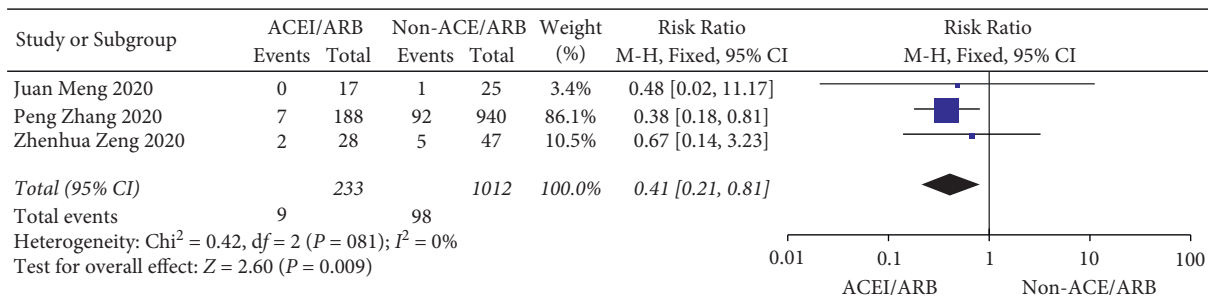 Study or Subgroup ACEI/ARB Non-ACE/ARB Weight Risk Ratio Risk Ratio
Events Total Events Total (%) M-H, Fixed, 95% CI M-H, Fixed, 95% CI
Juan Meng 2020 0 17 1 25 3.4% 0.48 [0.02, 11.17]
Peng Zhang 2020 7 188 92 940 86.1% 0.38 [0.18, 0.81]
Zhenhua Zeng 2020 2 28 5 47 10.5% 0.67 [0.14, 3.23]
Total (95% CI) 233 1012 100.0% 0.41 [0.21, 0.81]
Total events 9 98
Heterogeneity: Chi² = 0.42, df = 2 (P = 081); I² = 0%
Test for overall effect: Z = 2.60 (P = 0.009)
0.01 0.1 1 10 100
ACEI/ARB Non-ACE/ARB